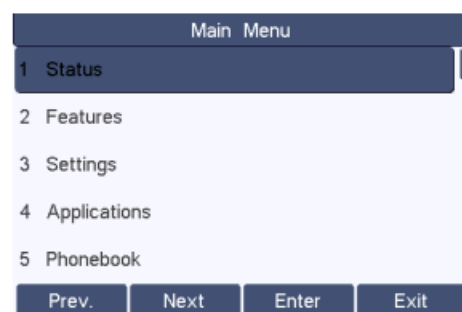 Main Menu
1 Status
2 Features
3 Settings
4 Applications
5 Phonebook
Prev. Next Enter Exit